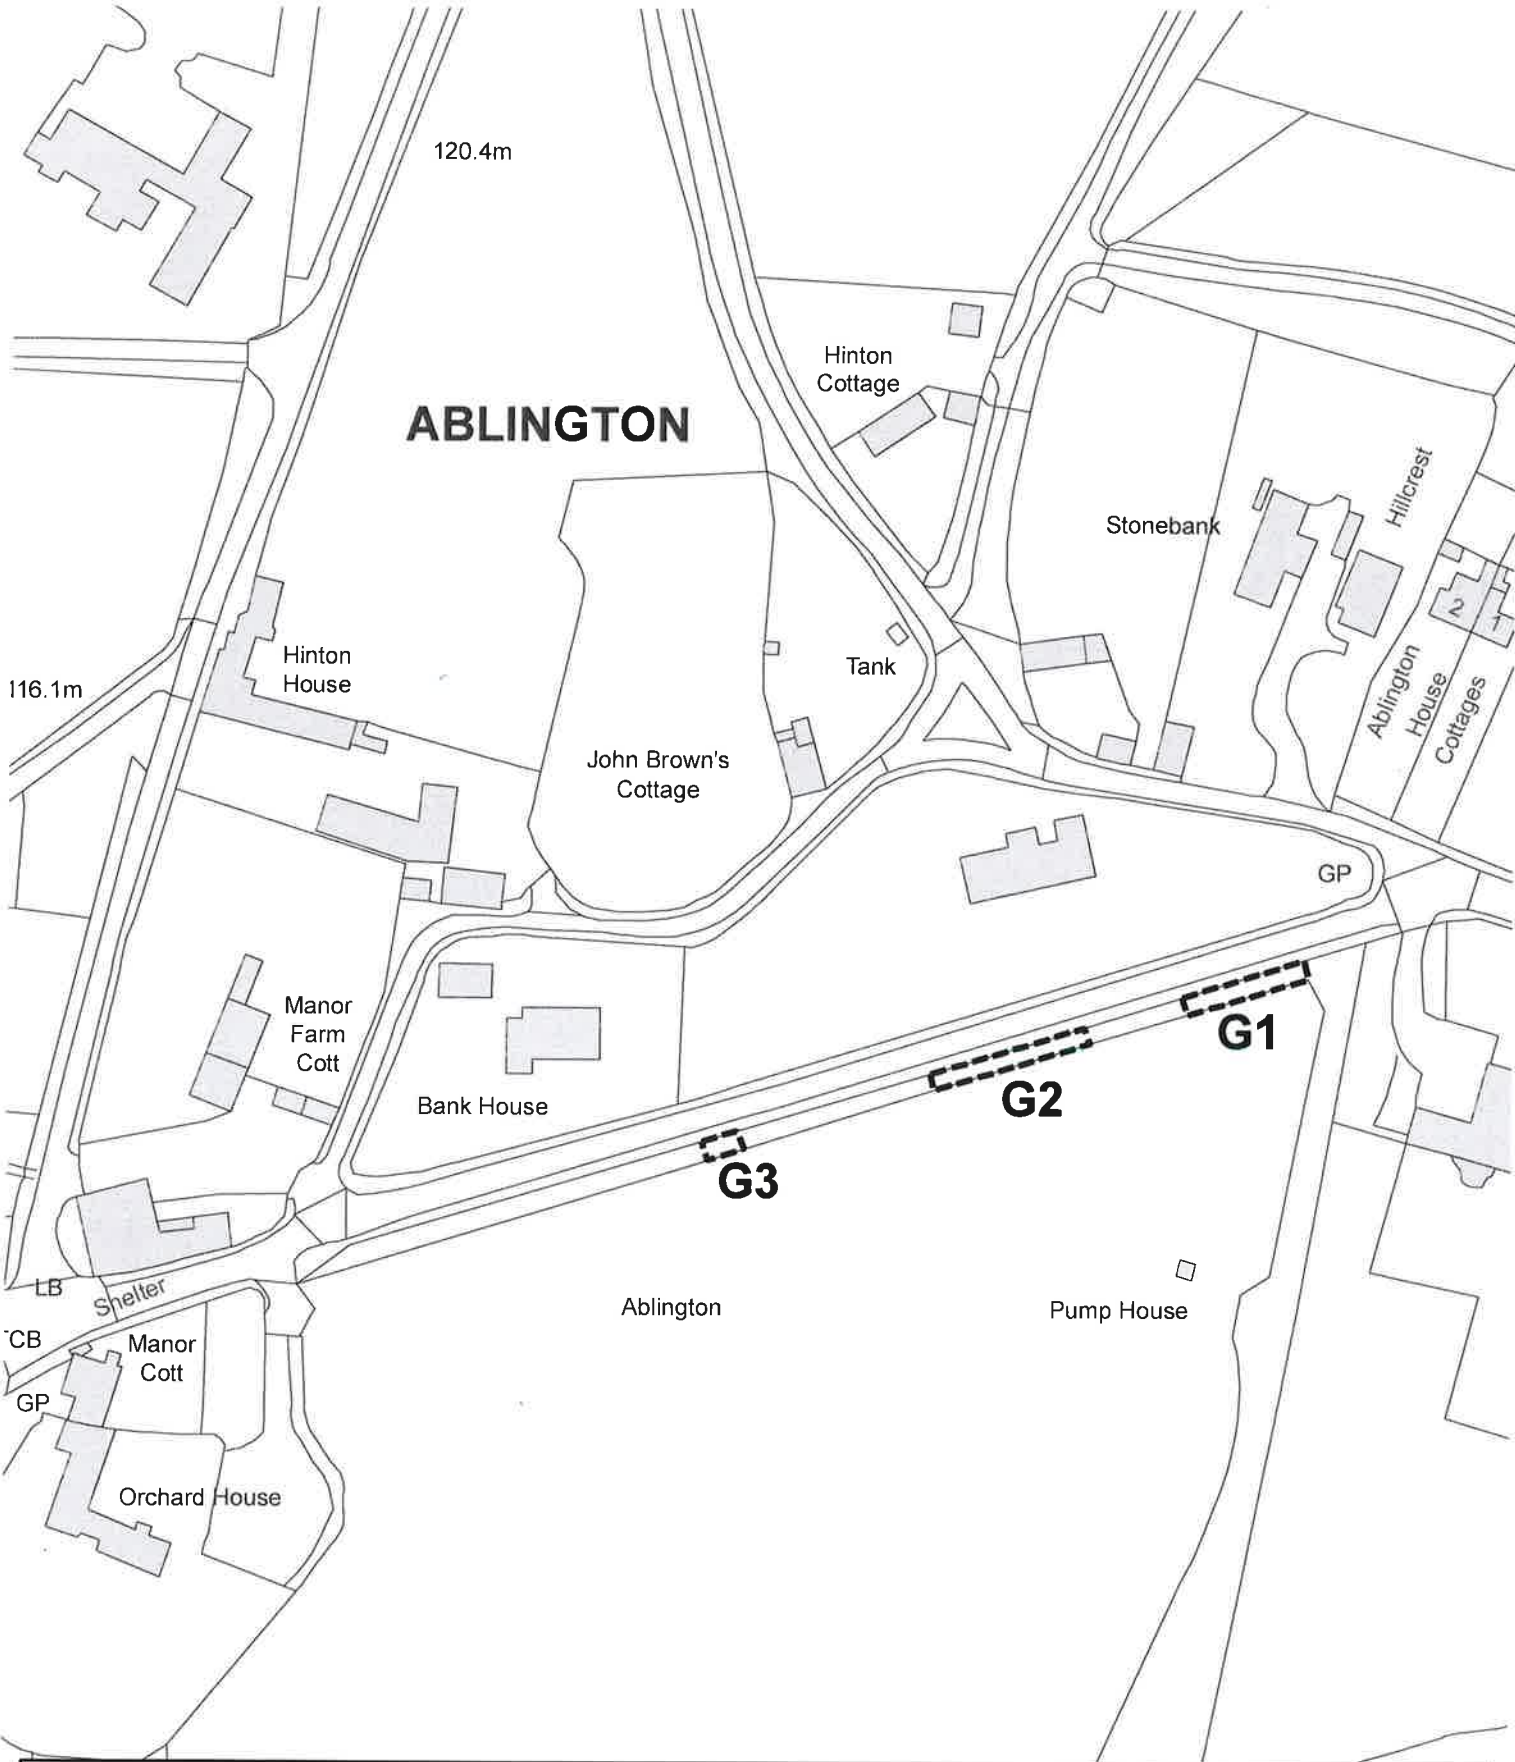 120.4m
Hinton
Cottage
ABLINGTON
Hillcrest
Stonebank
2
1
Hinton
House
Tank
116.1m
Ablington
House
Cottages
John Brown's
Cottage
GP
Manor
Farm
Cott
G1
Bank House
G2
G3
LB
Shelter
Ablington
Pump House
TCB
Manor
Cott
GP
Orchard House